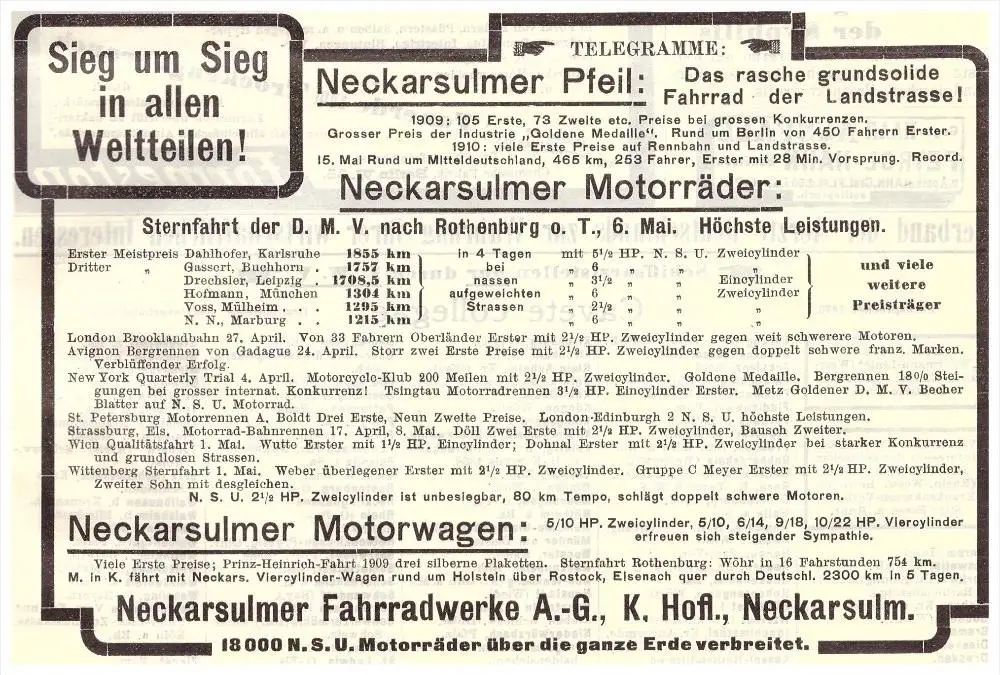 Sieg um Sieg
in allen
Weltteilen!
TELEGRAMME:
Neckarsulmer Pfeil:
Das rasche grundsolide
Fahrrad der Landstrasse!
1909: 105 Erste, 73 Zweite etc. Preise bei grossen Konkurrenzen.
Grosser Preis der Industrie „Goldene Medaille“. Rund um Berlin von 450 Fahrern Erster.
1910: viele Erste Preise auf Rennbahn und Landstrasse.
15. Mai Rund um Mitteldeutschland, 465 km, 253 Fahrer, Erster mit 28 Min. Vorsprung. Record.
Neckarsulmer Motorräder:
Sternfahrt der D. M. V. nach Rothenburg o. T., 6. Mai. Höchste Leistungen.
Erster Meistpreis Dahlhofer, Karlsruhe 1855 km in 4 Tagen mit 5½ HP. N. S. U. Zweicylinder
Dritter „ Gassert, Buchhorn . 1757 km bei „ 6 „ „ „ und viele
Drechsler, Leipzig . 1708,5 km nassen „ 3½ „ „ Eincylinder weitere
Hofmann, München 1304 km aufgeweichten „ 6 „ „ Zweicylinder Preisträger
Voss, Mülheim . . 1295 km Strassen „ 2½ „ „ „
N. N., Marburg . . 1215 km „ 6 „ „ „
London Brooklandbahn 27. April. Von 33 Fahrern Oberländer Erster mit 2½ HP. Zweicylinder gegen weit schwerere Motoren.
Avignon Bergrennen von Gadague 24. April. Storr zwei Erste Preise mit 2½ HP. Zweicylinder gegen doppelt schwere franz. Marken.
Verblüffender Erfolg.
New York Quarterly Trial 4. April. Motorcycle-Klub 200 Meilen mit 2½ HP. Zweicylinder. Goldene Medaille. Bergrennen 18% Stei-
gungen bei grosser internat. Konkurrenz! Tsingtau Motorradrennen 3½ HP. Eincylinder Erster. Metz Goldener D. M. V. Becher
Blatter auf N. S. U. Motorrad.
St. Petersburg Motorrennen A. Boldt Drei Erste, Neun Zweite Preise. London-Edinburgh 2 N. S. U. höchste Leistungen.
Strassburg, Els. Motorrad-Bahnrennen 17. April, 8. Mai. Döll Zwei Erste mit 2½ HP. Zweicylinder, Bausch Zweiter.
Wien Qualitätsfahrt 1. Mai. Wutte Erster mit 1½ HP. Eincylinder; Dohnal Erster mit 2½ HP. Zweicylinder bei starker Konkurrenz
und grundlosen Strassen.
Wittenberg Sternfahrt 1. Mai. Weber überlegener Erster mit 2½ HP. Zweicylinder. Gruppe C Meyer Erster mit 2½ HP. Zweicylinder,
Zweiter Sohn mit desgleichen.
N. S. U. 2½ HP. Zweicylinder ist unbesiegbar, 80 km Tempo, schlägt doppelt schwere Motoren.
Neckarsulmer Motorwagen:
5/10 HP. Zweicylinder, 5/10, 6/14, 9/18, 10/22 HP. Viercylinder
erfreuen sich steigender Sympathie.
Viele Erste Preise; Prinz-Heinrich-Fahrt 1909 drei silberne Plaketten. Sternfahrt Rothenburg: Wöhr in 16 Fahrstunden 754 km.
M. in K. fährt mit Neckars. Viercylinder-Wagen rund um Holstein über Rostock, Eisenach quer durch Deutschl. 2300 km in 5 Tagen.
Neckarsulmer Fahrradwerke A.-G., K. Hofl., Neckarsulm.
18000 N.S.U. Motorräder über die ganze Erde verbreitet.